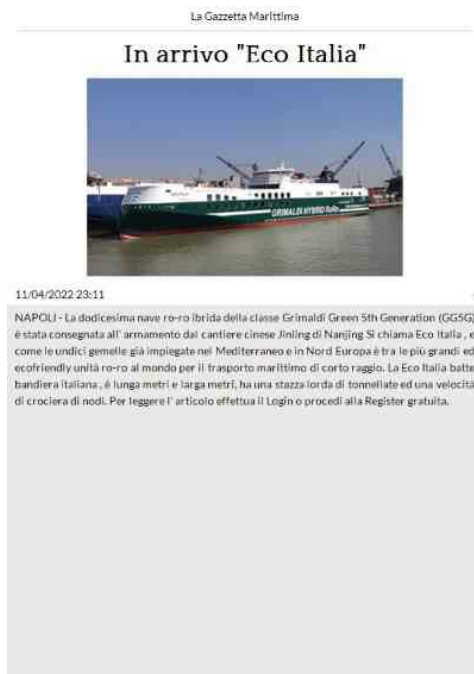 La Gazzetta Marittima
In arrivo "Eco Italia"
GRIMALDI HYBRID RoRo
11/04/2022 23:11
NAPOLI - La dodicesima nave ro-ro ibrida della classe Grimaldi Green 5th Generation (GG5G)
è stata consegnata all' armamento dal cantiere cinese Jinling di Nanjing Si chiama Eco Italia , e
come le undici gemelle già impiegate nel Mediterraneo e in Nord Europa è tra le più grandi ed
ecofriendly unità ro-ro al mondo per il trasporto marittimo di corto raggio. La Eco Italia batte
bandiera italiana , è lunga metri e larga metri, ha una stazza lorda di tonnellate ed una velocità
di crociera di nodi. Per leggere l' articolo effettua il Login o procedi alla Register gratuita.